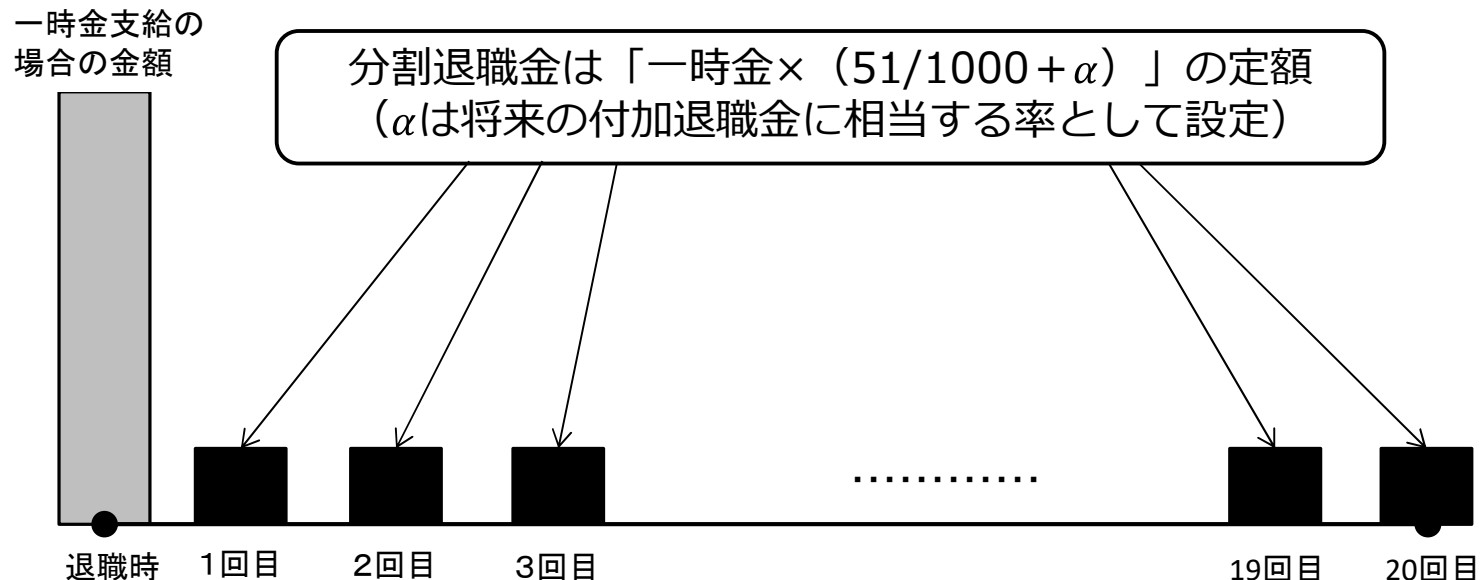 一時金支給の
場合の金額
分割退職金は「一時金×（51/1000＋α）」の定額
（αは将来の付加退職金に相当する率として設定）
…………
退職時 １回目 ２回目 ３回目 19回目 20回目